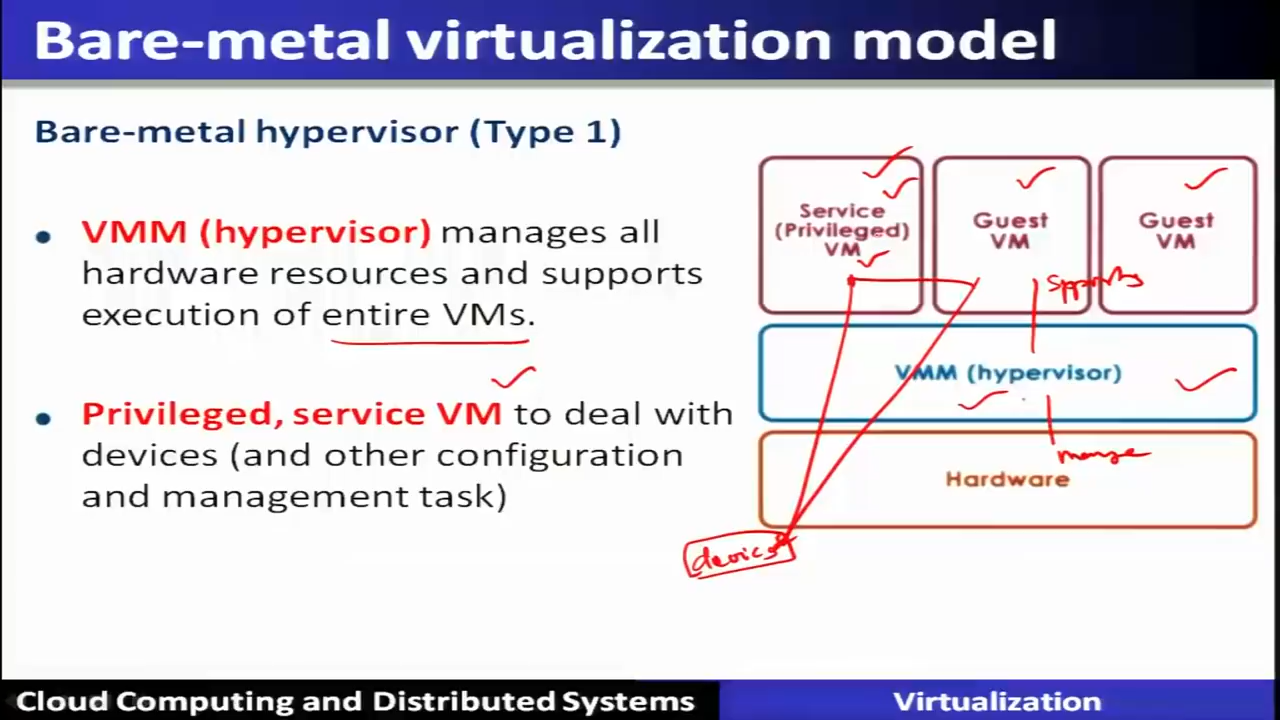 Bare-metal virtualization model
Bare-metal hypervisor (Type 1)
• VMM (hypervisor) manages all
hardware resources and supports
execution of entire VMs.
• Privileged, service VM to deal with
devices (and other configuration
and management task)
Service
(Privileged)
VM
Guest
VM
Guest
VM
supports
VMM (hypervisor)
manage
Hardware
devices
Cloud Computing and Distributed Systems
Virtualization